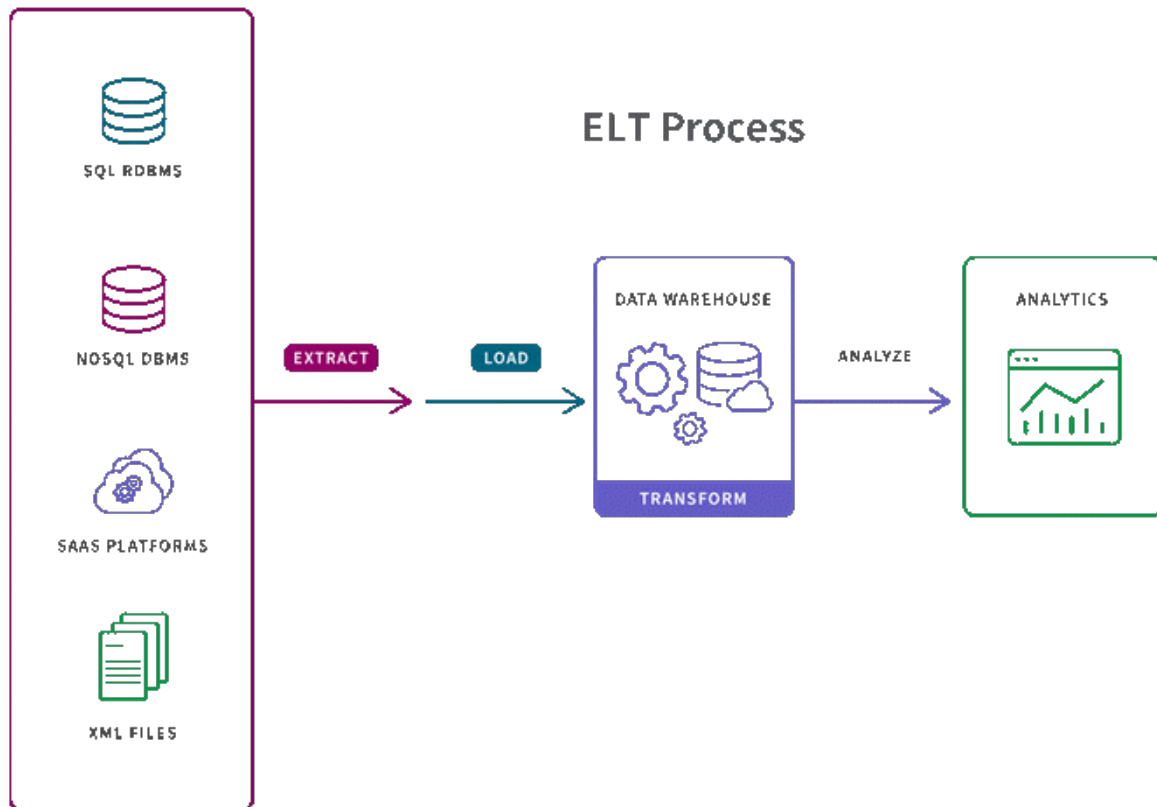 ELT Process
SQL RDBMS
NOSQL DBMS
SAAS PLATFORMS
XML FILES
EXTRACT
LOAD
DATA WAREHOUSE
TRANSFORM
ANALYZE
ANALYTICS